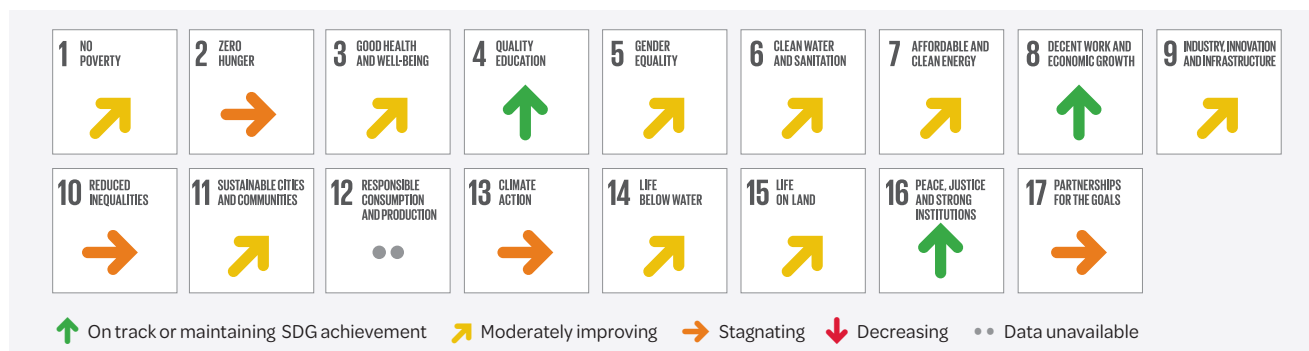 1 NO POVERTY
2 ZERO HUNGER
3 GOOD HEALTH AND WELL-BEING
4 QUALITY EDUCATION
5 GENDER EQUALITY
6 CLEAN WATER AND SANITATION
7 AFFORDABLE AND CLEAN ENERGY
8 DECENT WORK AND ECONOMIC GROWTH
9 INDUSTRY, INNOVATION AND INFRASTRUCTURE
10 REDUCED INEQUALITIES
11 SUSTAINABLE CITIES AND COMMUNITIES
12 RESPONSIBLE CONSUMPTION AND PRODUCTION
13 CLIMATE ACTION
14 LIFE BELOW WATER
15 LIFE ON LAND
16 PEACE, JUSTICE AND STRONG INSTITUTIONS
17 PARTNERSHIPS FOR THE GOALS
On track or maintaining SDG achievement
Moderately improving
Stagnating
Decreasing
Data unavailable